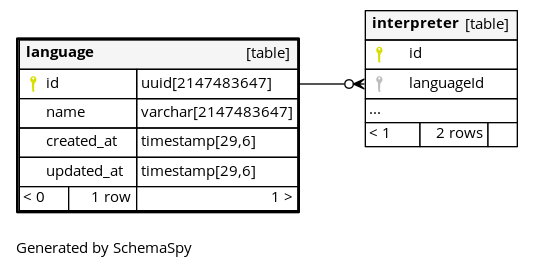 language [table]
id uuid[2147483647]
name varchar[2147483647]
created_at timestamp[29,6]
updated_at timestamp[29,6]
< 0 1 row 1 >
interpreter [table]
id
languageId
...
< 1 2 rows
Generated by SchemaSpy